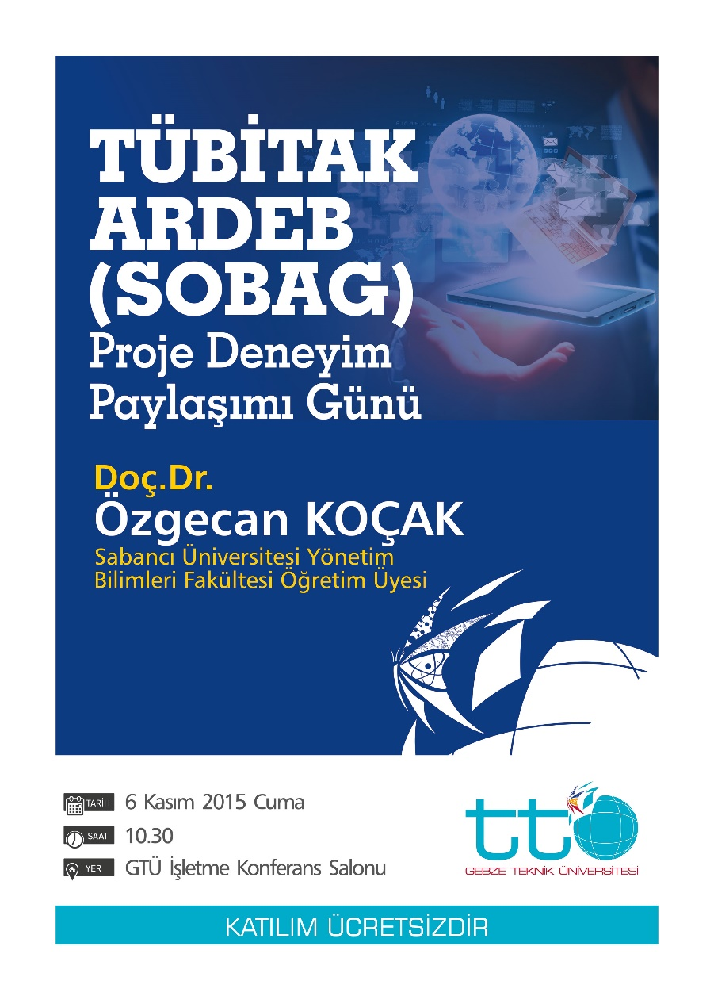 TÜBİTAK
ARDEB
(SOBAG)
Proje Deneyim
Paylaşımı Günü
Doç.Dr.
Özgecan KOÇAK
Sabancı Üniversitesi Yönetim
Bilimleri Fakültesi Öğretim Üyesi
TARİH 6 Kasım 2015 Cuma
SAAT 10.30
YER GTÜ İşletme Konferans Salonu
tto
GEBZE TEKNİK ÜNİVERSİTESİ
KATILIM ÜCRETSİZDİR